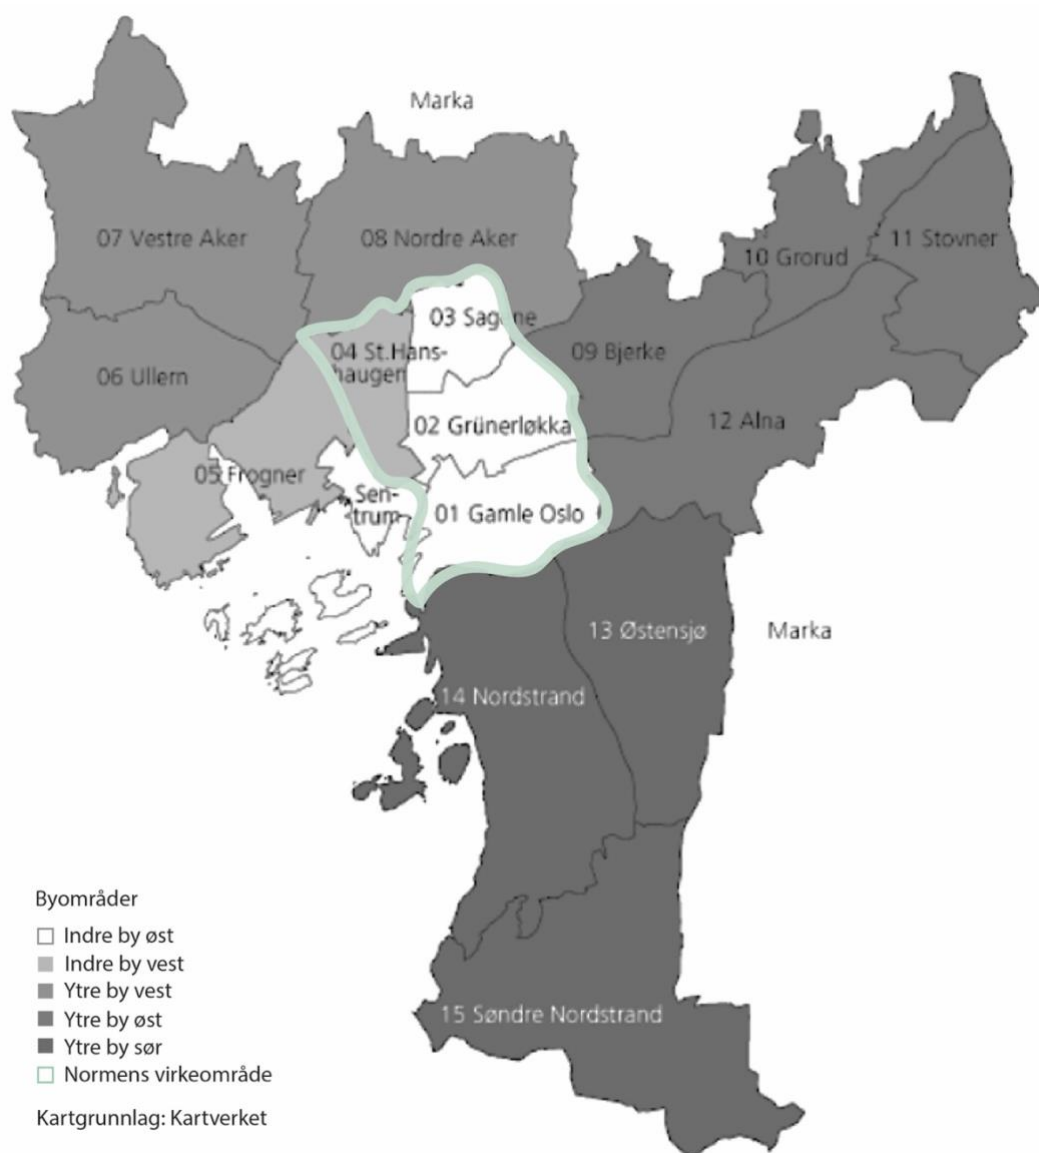 Marka
07 Vestre Aker
08 Nordre Aker
11 Stovner
10 Grorud
03 Sagene
04 St.Hans-
haugen
09 Bjerke
06 Ullern
02 Grünerløkka
12 Alna
05 Frogner
Sen-
trum
01 Gamle Oslo
13 Østensjø
Marka
14 Nordstrand
15 Søndre Nordstrand
Byområder
Indre by øst
Indre by vest
Ytre by vest
Ytre by øst
Ytre by sør
Normens virkeområde
Kartgrunnlag: Kartverket